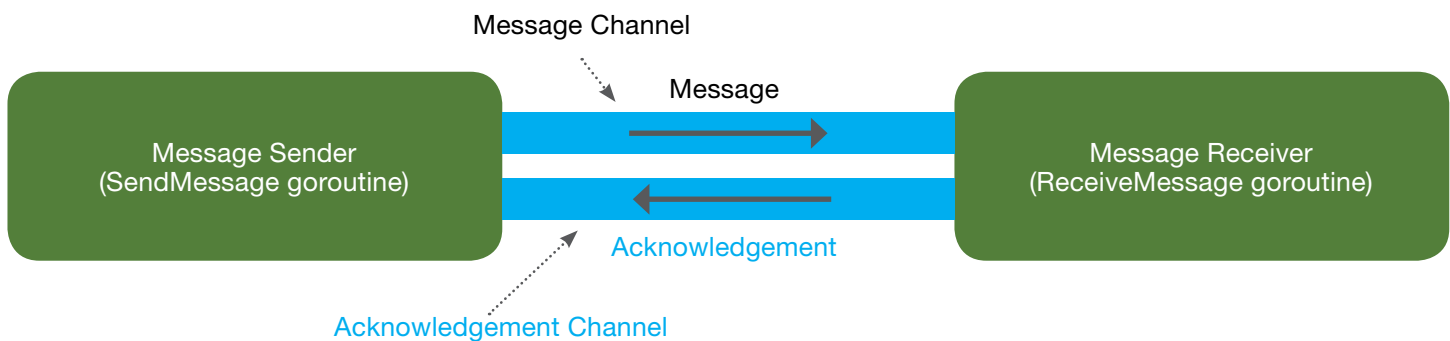 Message Channel
Message
Message Sender
(SendMessage goroutine)
Message Receiver
(ReceiveMessage goroutine)
Acknowledgement
Acknowledgement Channel